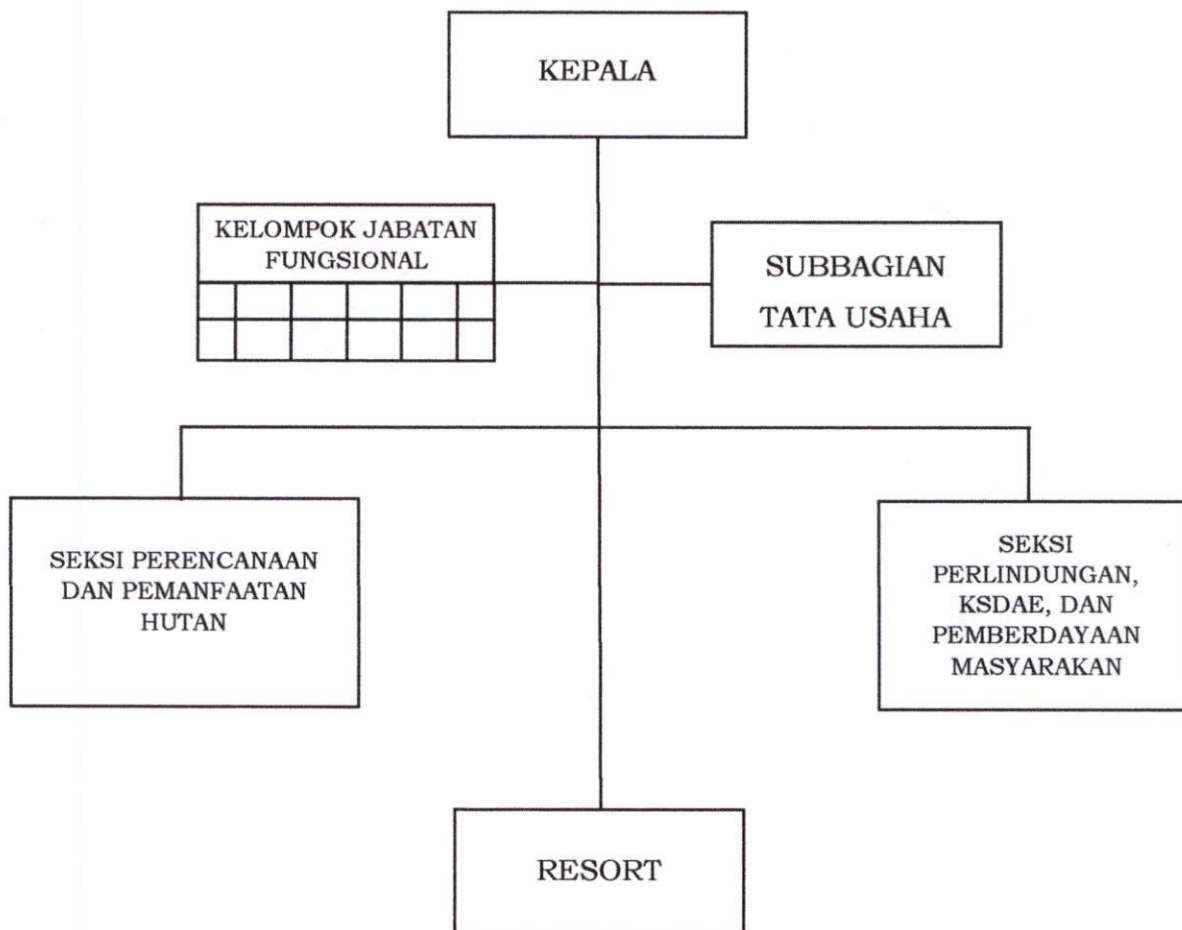 KEPALA
KELOMPOK JABATAN
FUNGSIONAL
SUBBAGIAN
TATA USAHA
SEKSI PERENCANAAN
DAN PEMANFAATAN
HUTAN
SEKSI
PERLINDUNGAN,
KSDAE, DAN
PEMBERDAYAAN
MASYARAKAN
RESORT